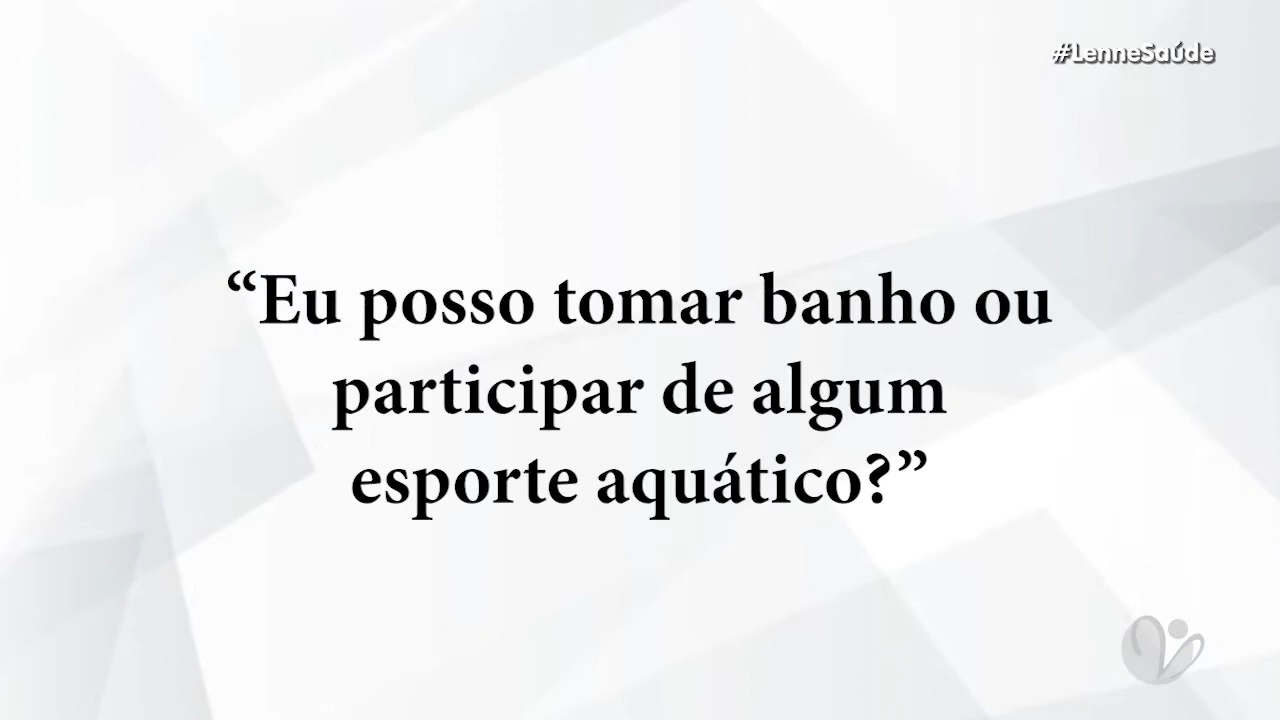 #LenneSaúde
“Eu posso tomar banho ou
participar de algum
esporte aquático?”